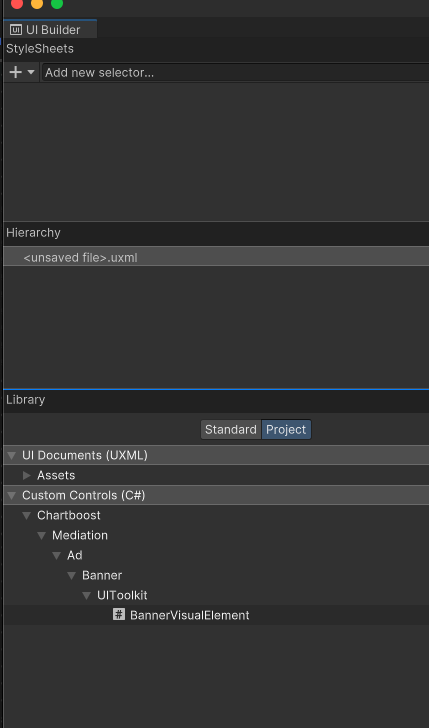 UI Builder
StyleSheets
Add new selector...
Hierarchy
<unsaved file>.uxml
Library
Standard Project
UI Documents (UXML)
Assets
Custom Controls (C#)
Chartboost
Mediation
Ad
Banner
UIToolkit
# BannerVisualElement